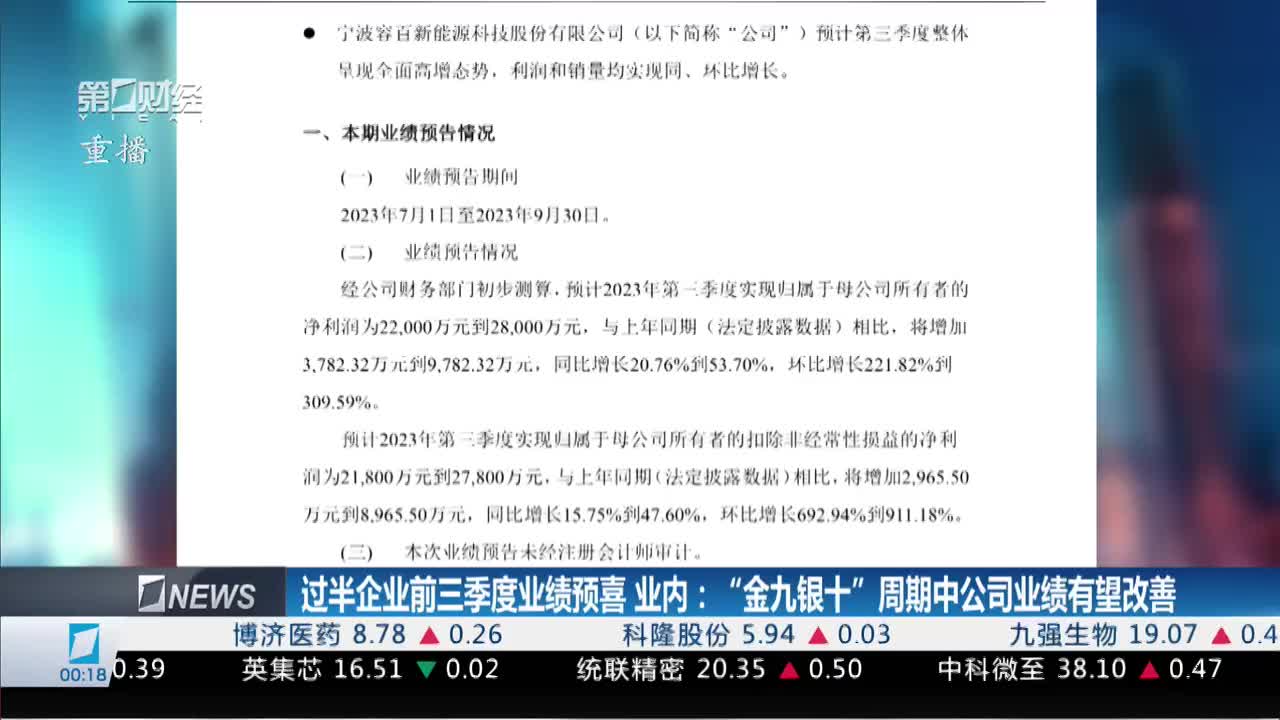 ● 宁波容百新能源科技股份有限公司（以下简称“公司”）预计第三季度整体
呈现全面高增态势，利润和销量均实现同、环比增长。
第一财经
YICAI
重播
一、本期业绩预告情况
(一) 业绩预告期间
2023年7月1日至2023年9月30日。
(二) 业绩预告情况
经公司财务部门初步测算，预计2023年第三季度实现归属于母公司所有者的
净利润为22,000万元到28,000万元，与上年同期（法定披露数据）相比，将增加
3,782.32万元到9,782.32万元，同比增长20.76%到53.70%，环比增长221.82%到
309.59%。
预计2023年第三季度实现归属于母公司所有者的扣除非经常性损益的净利
润为21,800万元到27,800万元，与上年同期（法定披露数据）相比，将增加2,965.50
万元到8,965.50万元，同比增长15.75%到47.60%，环比增长692.94%到911.18%。
(三) 本次业绩预告未经注册会计师审计。
NEWS 过半企业前三季度业绩预喜 业内：“金九银十”周期中公司业绩有望改善
博济医药 8.78 ▲ 0.26 科隆股份 5.94 ▲ 0.03 九强生物 19.07 ▲ 0.4
00:18 0.39 英集芯 16.51 ▼ 0.02 统联精密 20.35 ▲ 0.50 中科微至 38.10 ▲ 0.47